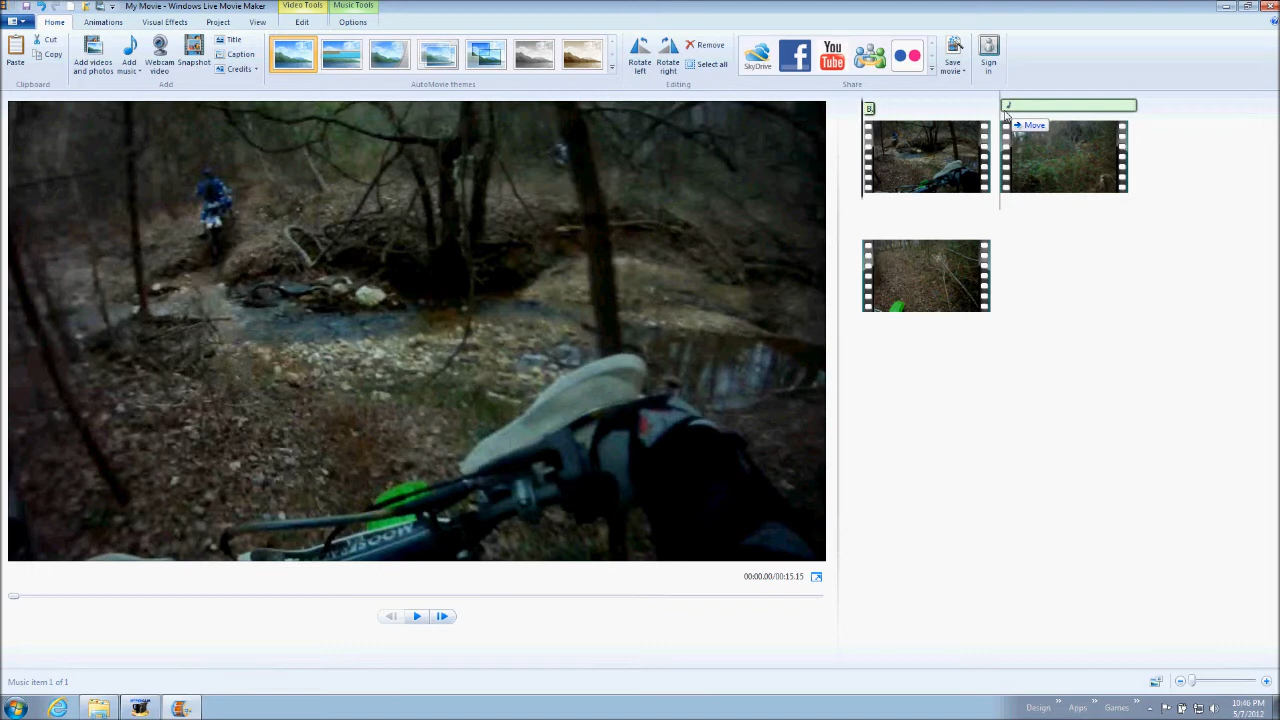 My Movie - Windows Live Movie Maker
Video Tools
Music Tools
Home
Animations
Visual Effects
Project
View
Edit
Options
Paste
Cut
Copy
Clipboard
Add videos and photos
Add music
Webcam video
Snapshot
Title
Caption
Credits
Add
AutoMovie themes
Rotate left
Rotate right
Remove
Select all
Editing
SkyDrive
You Tube
Share
Save movie
Sign in
Move
MOOSE
00:00.00/00:15.15
Music item 1 of 1
Design
Apps
Games
10:46 PM
5/7/2012